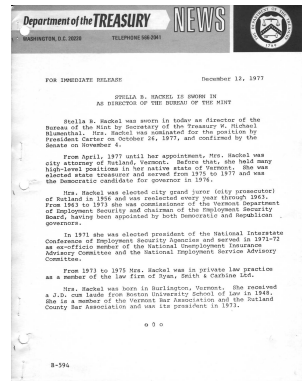 Department of the TREASURY NEWS
WASHINGTON, D.C. 20220 TELEPHONE 566-2041
FOR IMMEDIATE RELEASE December 12, 1977
STELLA B. HACKEL IS SWORN IN
AS DIRECTOR OF THE BUREAU OF THE MINT
Stella B. Hackel was sworn in today as director of the
Bureau of the Mint by Secretary of the Treasury W. Michael
Blumenthal. Mrs. Hackel was nominated for the position by
President Carter on October 26, 1977, and confirmed by the
Senate on November 4.
From April, 1977 until her appointment, Mrs. Hackel was
city attorney of Rutland, Vermont. Before that, she held many
high-level positions in her native state of Vermont. She was
elected state treasurer and served from 1975 to 1977 and was
the Democratic candidate for governor in 1976.
Mrs. Hackel was elected city grand juror (city prosecutor)
of Rutland in 1956 and was reelected every year through 1963.
From 1963 to 1973 she was commissioner of the Vermont Department
of Employment Security and chairman of the Employment Security
Board, having been appointed by both Democratic and Republican
governors.
In 1971 she was elected president of the National Interstate
Conference of Employment Security Agencies and served in 1971-72
as ex-officio member of the National Unemployment Insurance
Advisory Committee and the National Employment Service Advisory
Committee.
From 1973 to 1975 Mrs. Hackel was in private law practice
as a member of the law firm of Ryan, Smith & Carbine Ltd.
Mrs. Hackel was born in Burlington, Vermont. She received
a J.D. cum laude from Boston University School of Law in 1948.
She is a member of the Vermont Bar Association and the Rutland
County Bar Association and was its president in 1973.
o 0 o
B-594